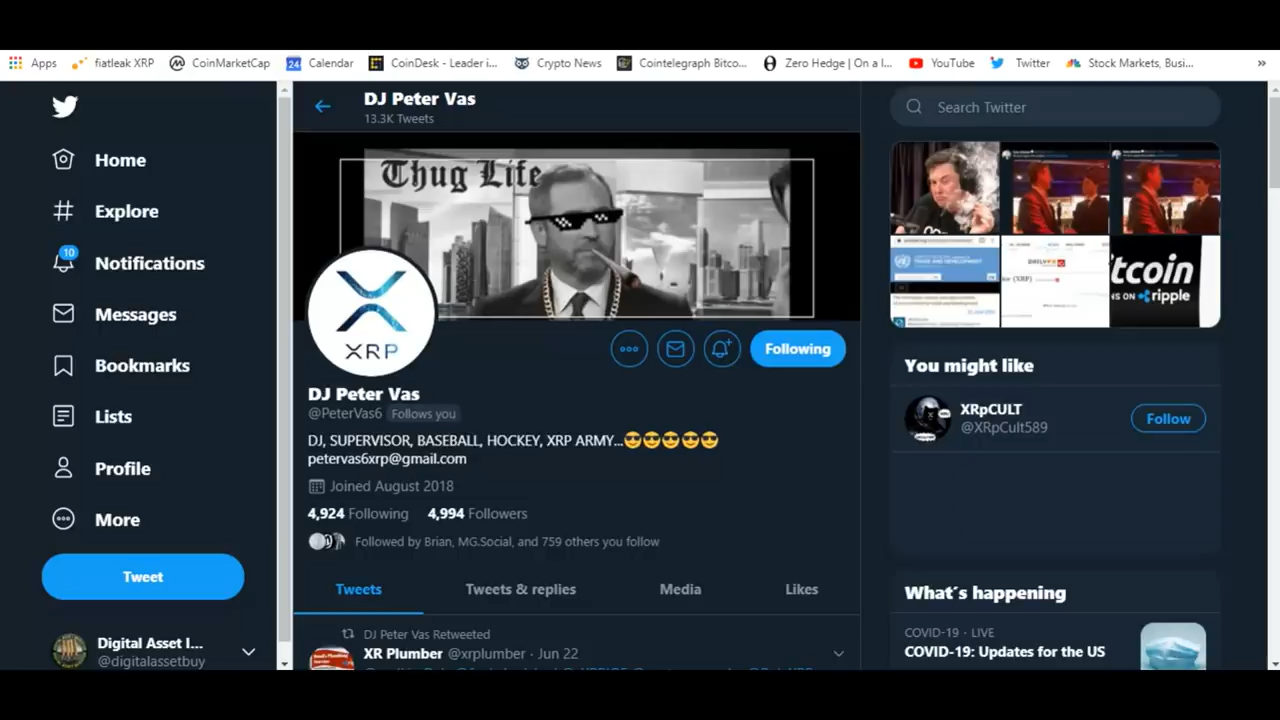 Apps fiatleak XRP CoinMarketCap Calendar CoinDesk - Leader i... Crypto News Cointelegraph Bitco... Zero Hedge | On a l... YouTube Twitter Stock Markets, Busi... »
DJ Peter Vas
13.3K Tweets
Search Twitter
Home
Explore
10
Notifications
Messages
Bookmarks
Lists
Profile
More
Tweet
Digital Asset I...
@digitalassetbuy
Thug Life
XRP
Following
DJ Peter Vas
@PeterVas6 Follows you
DJ, SUPERVISOR, BASEBALL, HOCKEY, XRP ARMY...😎😎😎😎😎
petervas6xrp@gmail.com
Joined August 2018
4,924 Following 4,994 Followers
Followed by Brian, MG.Social, and 759 others you follow
Tweets Tweets & replies Media Likes
DJ Peter Vas Retweeted
XR Plumber @xrplumber · Jun 22
DAILYFX
(XRP)
tcoin
NS ON ripple
You might like
XRpCULT
@XRpCult589
Follow
What's happening
COVID-19 · LIVE
COVID-19: Updates for the US